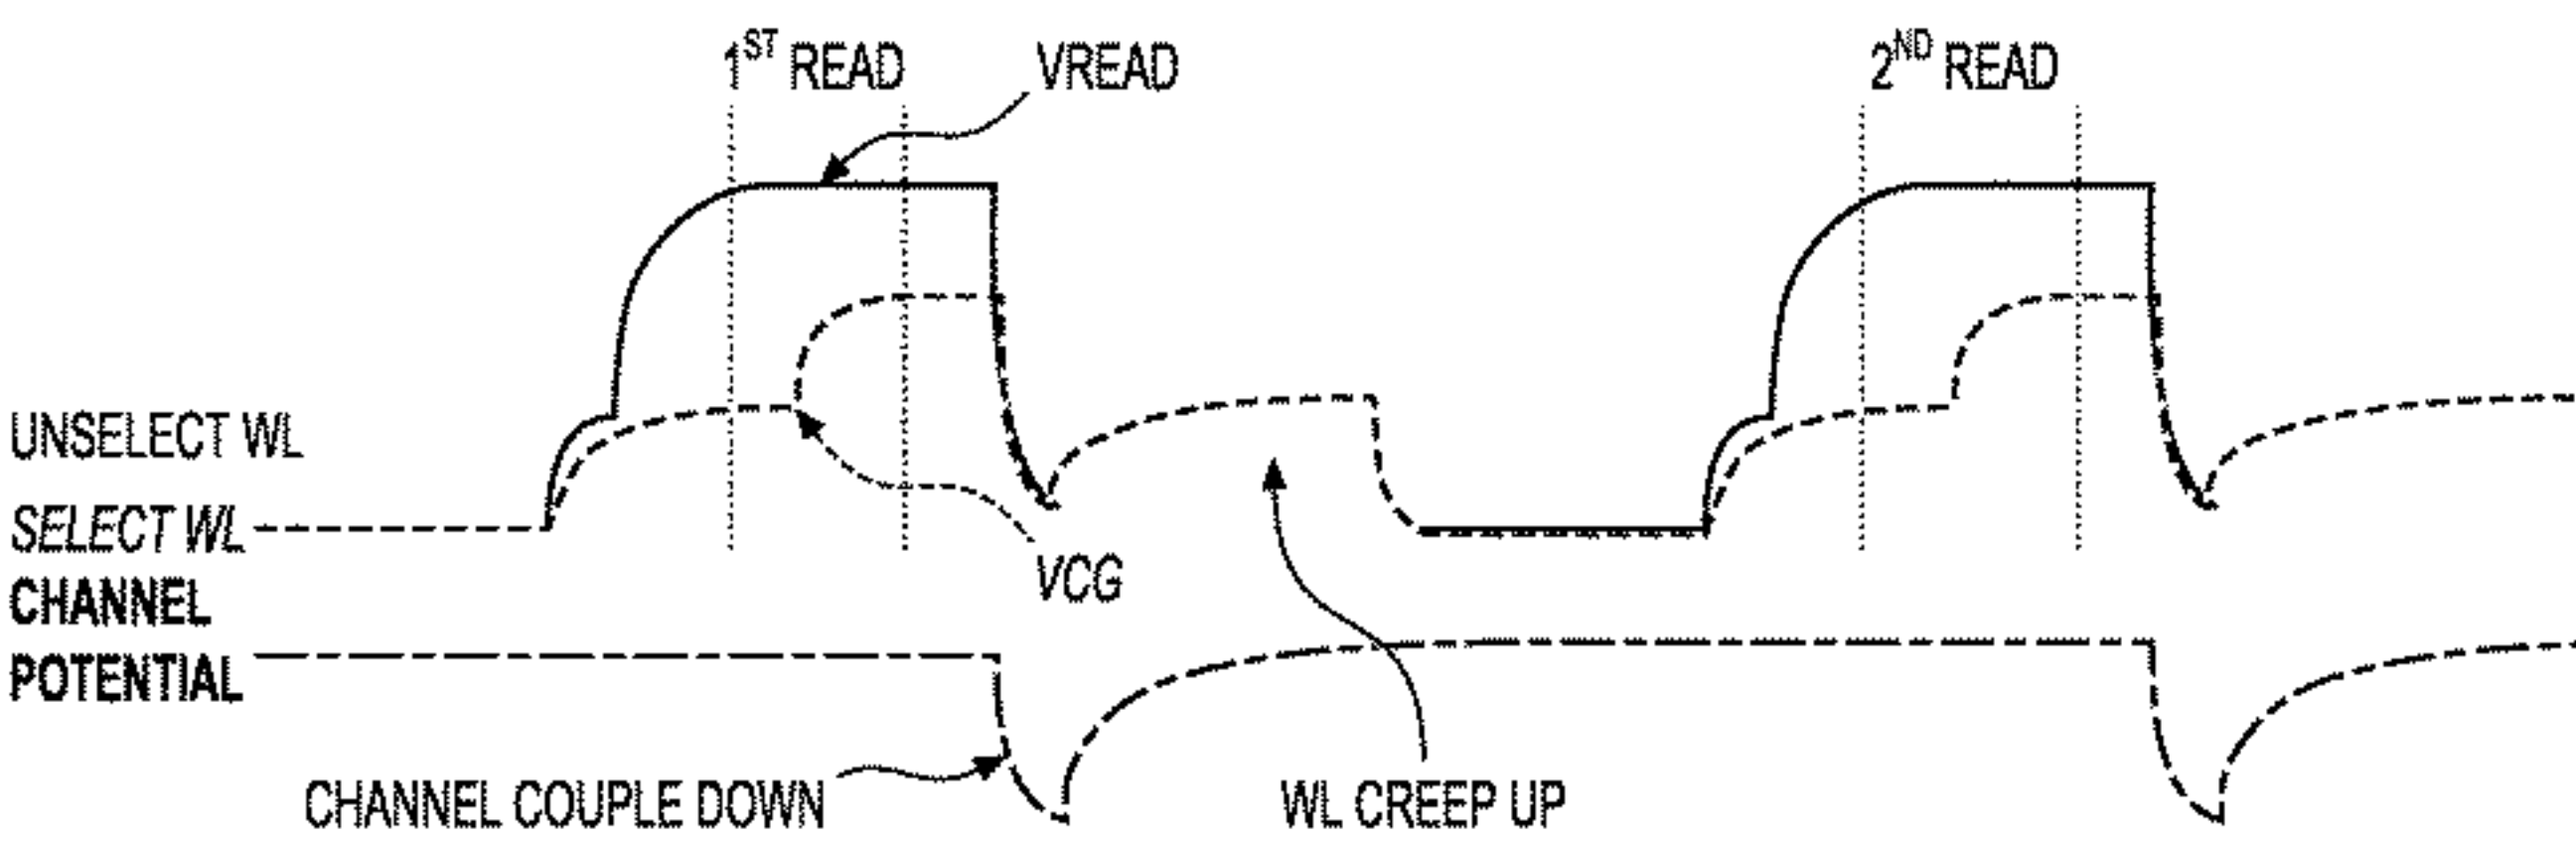 1ST READ
VREAD
2ND READ
UNSELECT WL
SELECT WL
VCG
CHANNEL
POTENTIAL
CHANNEL COUPLE DOWN
WL CREEP UP